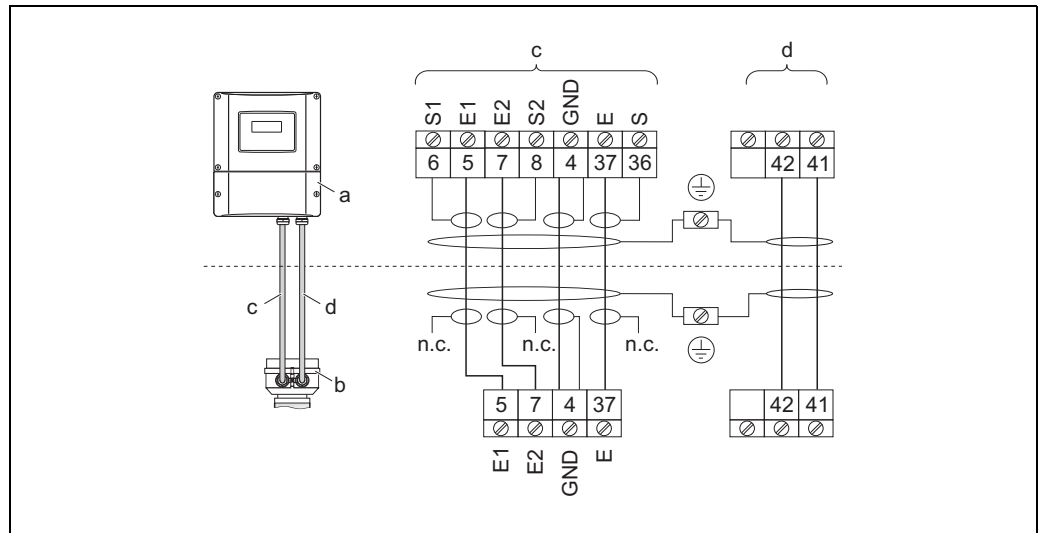 c
d
S1 E1 E2 S2 GND E S
6 5 7 8 4 37 36
42 41
a
c
d
n.c. n.c. n.c.
b
5 7 4 37
42 41
E1 E2 GND E